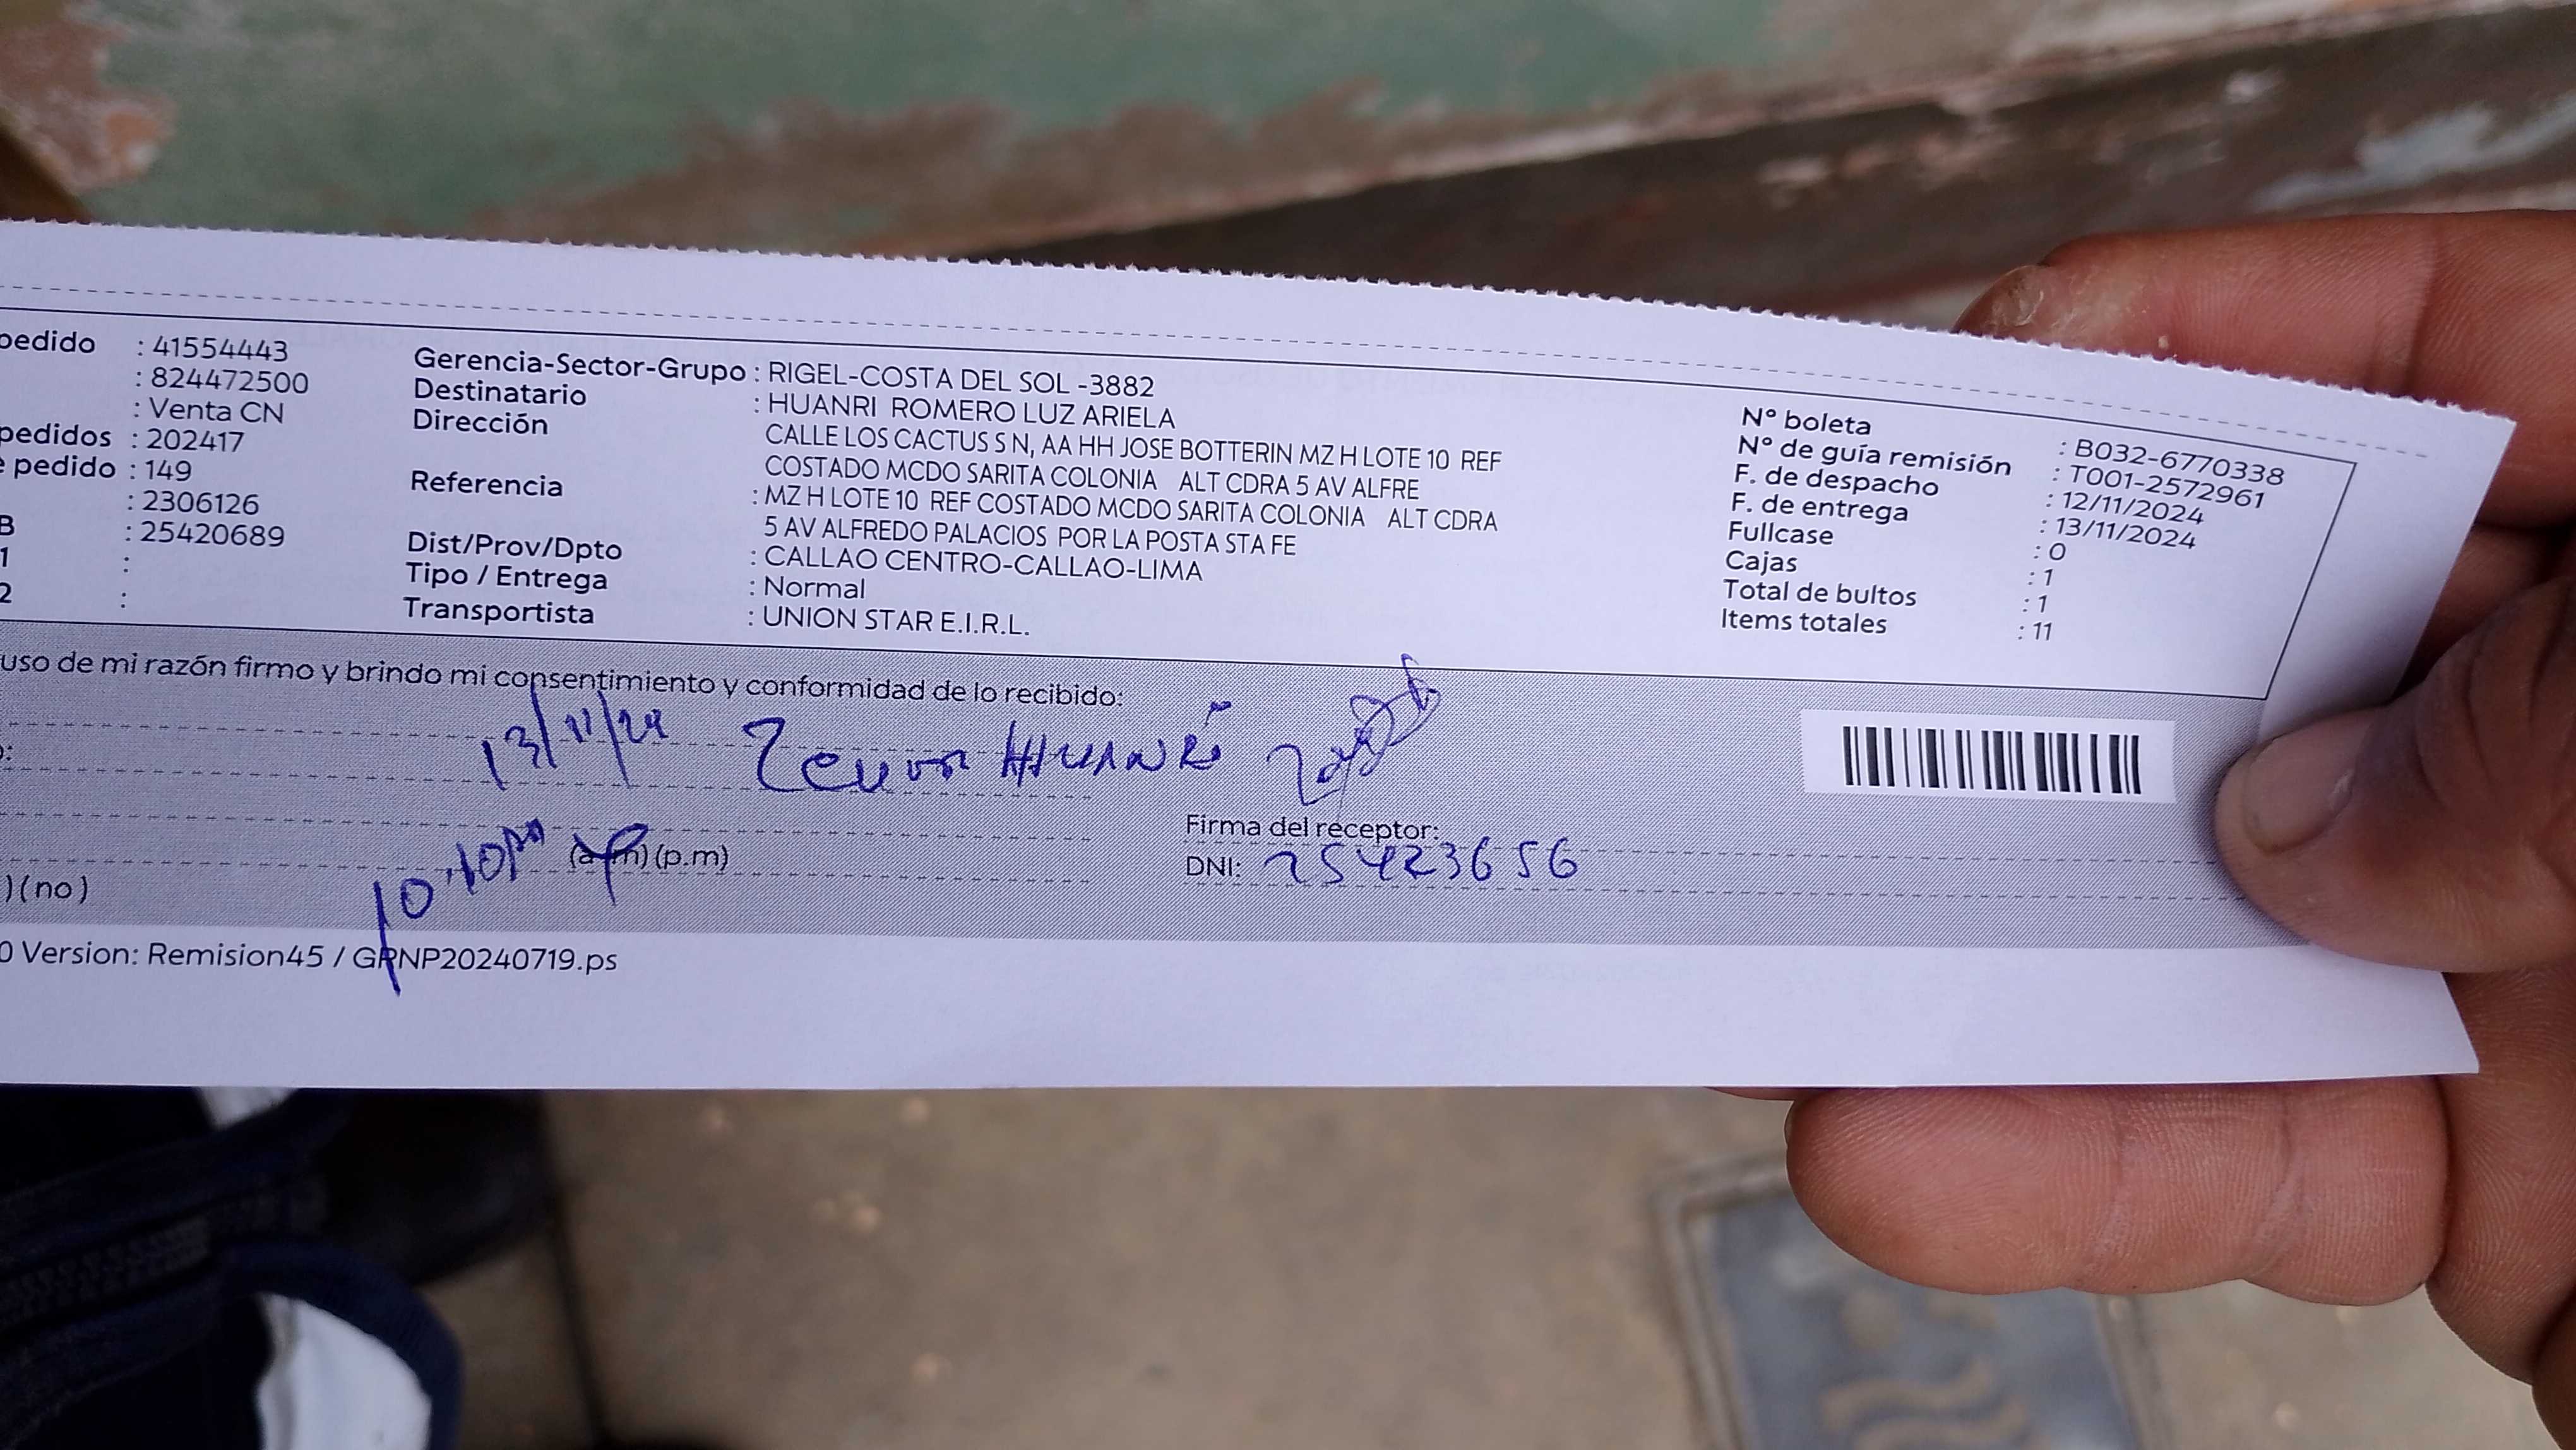 pedido : 41554443
: 824472500
: Venta CN
pedidos : 202417
e pedido : 149
: 2306126
B : 25420689
1 :
2 :
Gerencia-Sector-Grupo : RIGEL-COSTA DEL SOL -3882
Destinatario : HUANRI ROMERO LUZ ARIELA
Dirección CALLE LOS CACTUS S N, AA HH JOSE BOTTERIN MZ H LOTE 10 REF
COSTADO MCDO SARITA COLONIA ALT CDRA 5 AV ALFRE
Referencia : MZ H LOTE 10 REF COSTADO MCDO SARITA COLONIA ALT CDRA
5 AV ALFREDO PALACIOS POR LA POSTA STA FE
Dist/Prov/Dpto : CALLAO CENTRO-CALLAO-LIMA
Tipo / Entrega : Normal
Transportista : UNION STAR E.I.R.L.
N° boleta : B032-6770338
N° de guía remisión : T001-2572961
F. de despacho : 12/11/2024
F. de entrega : 13/11/2024
Fullcase : 0
Cajas : 1
Total de bultos : 1
Items totales : 11
uso de mi razón firmo y brindo mi consentimiento y conformidad de lo recibido:
13/11/24 HUANRI
10:10 (a.m) (p.m)
Firma del receptor:
DNI: 25423656
) (no)
0 Version: Remision45 / GRNP20240719.ps